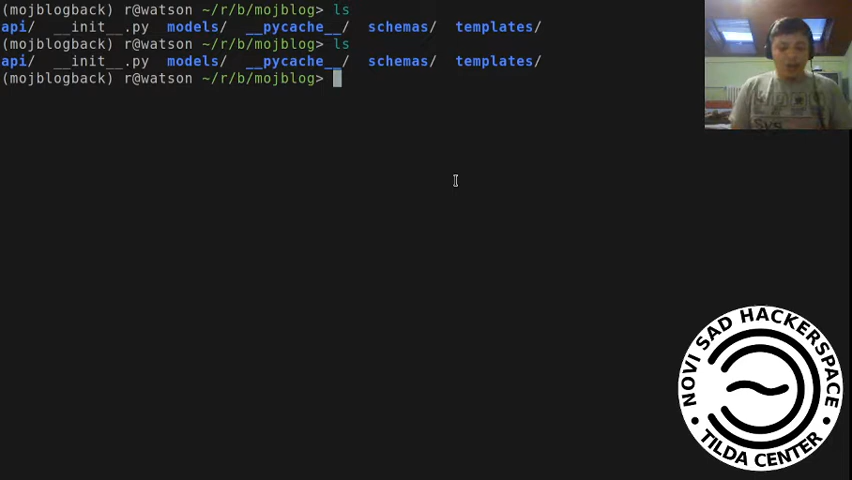 (mojblogback) r@watson ~/r/b/mojblog> ls
api/  __init__.py  models/  __pycache__/  schemas/  templates/
(mojblogback) r@watson ~/r/b/mojblog> ls
api/  __init__.py  models/  __pycache__/  schemas/  templates/
(mojblogback) r@watson ~/r/b/mojblog>
NOVI SAD HACKERSPACE
• TILDA CENTER •